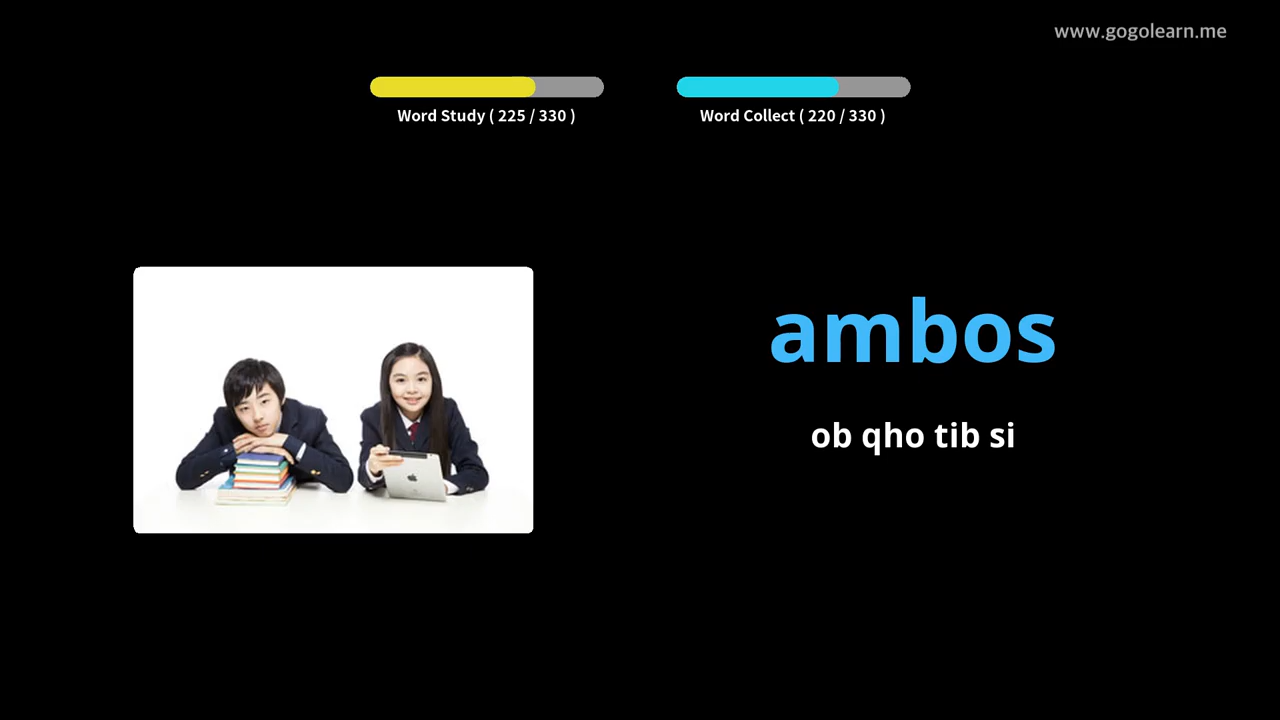 www.gogolearn.me
Word Study ( 225 / 330 )
Word Collect ( 220 / 330 )
ambos
ob qho tib si